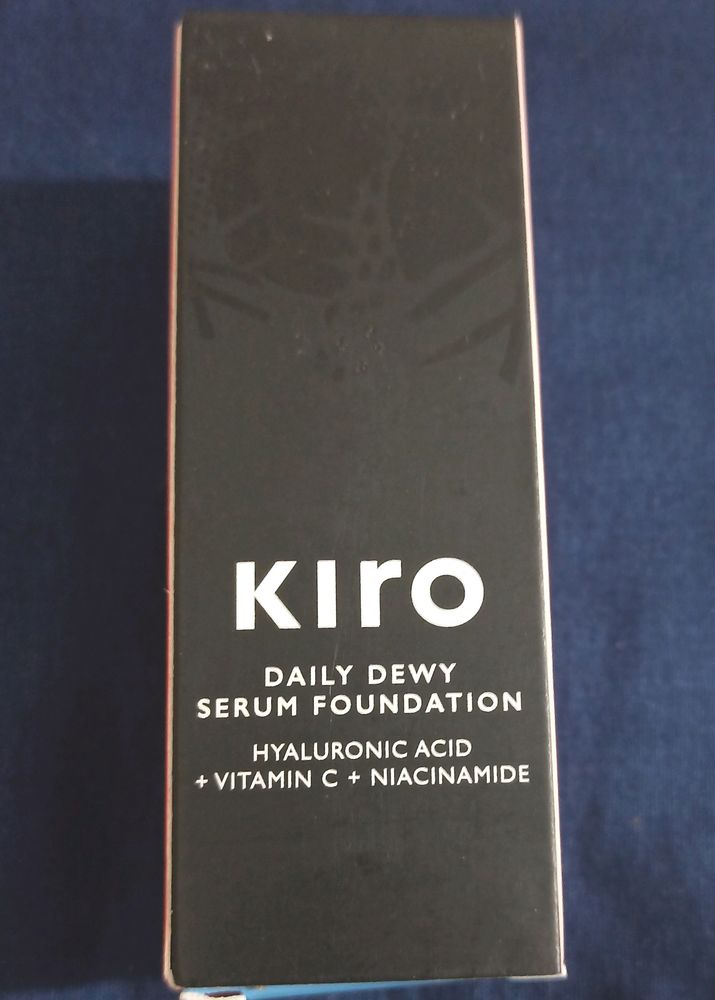 KIrO
DAILY DEWY
SERUM FOUNDATION
HYALURONIC ACID
+ VITAMIN C + NIACINAMIDE